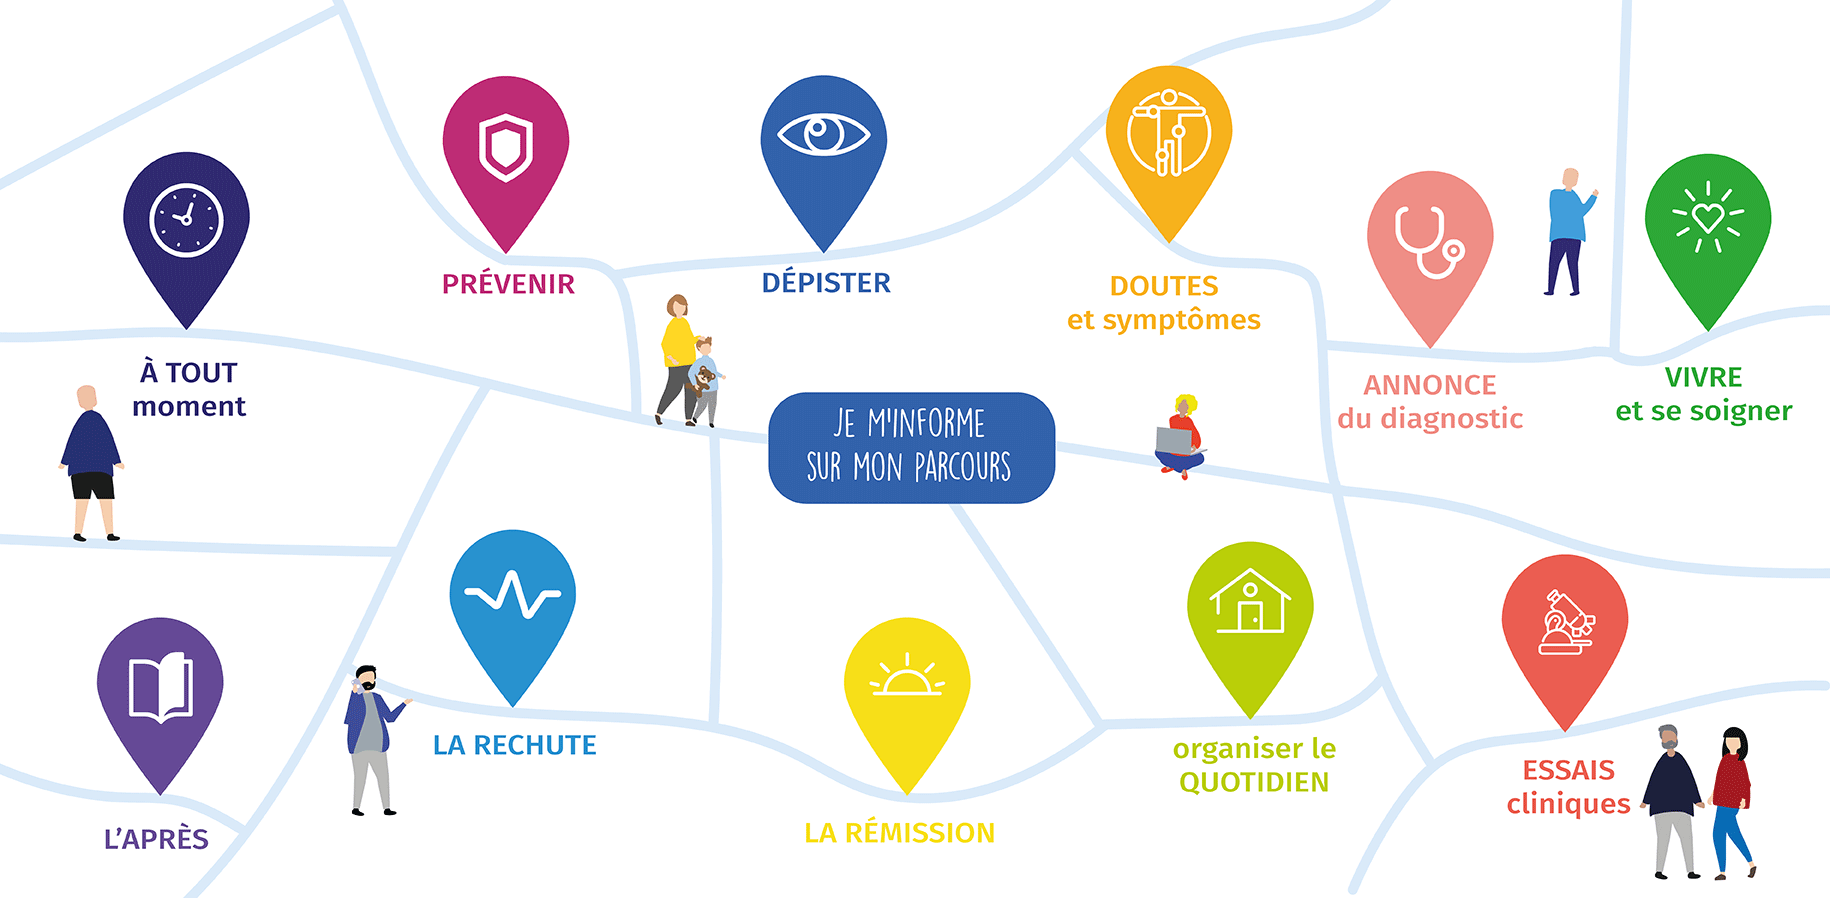 PRÉVENIR
DÉPISTER
DOUTES
et symptômes
À TOUT
moment
ANNONCE
du diagnostic
VIVRE
et se soigner
JE M'INFORME
SUR MON PARCOURS
LA RECHUTE
organiser le
QUOTIDIEN
ESSAIS
cliniques
L’APRÈS
LA RÉMISSION